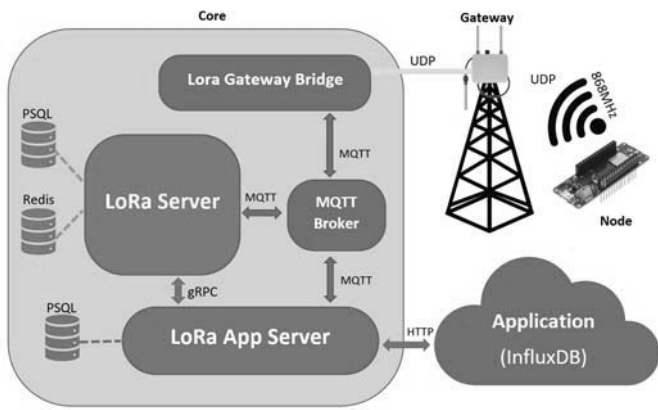 Core
Gateway
UDP
Lora Gateway Bridge
UDP
868MHz
PSQL
MQTT
Redis
LoRa Server
MQTT
MQTT
Broker
Node
gRPC
MQTT
PSQL
LoRa App Server
HTTP
Application
(InfluxDB)